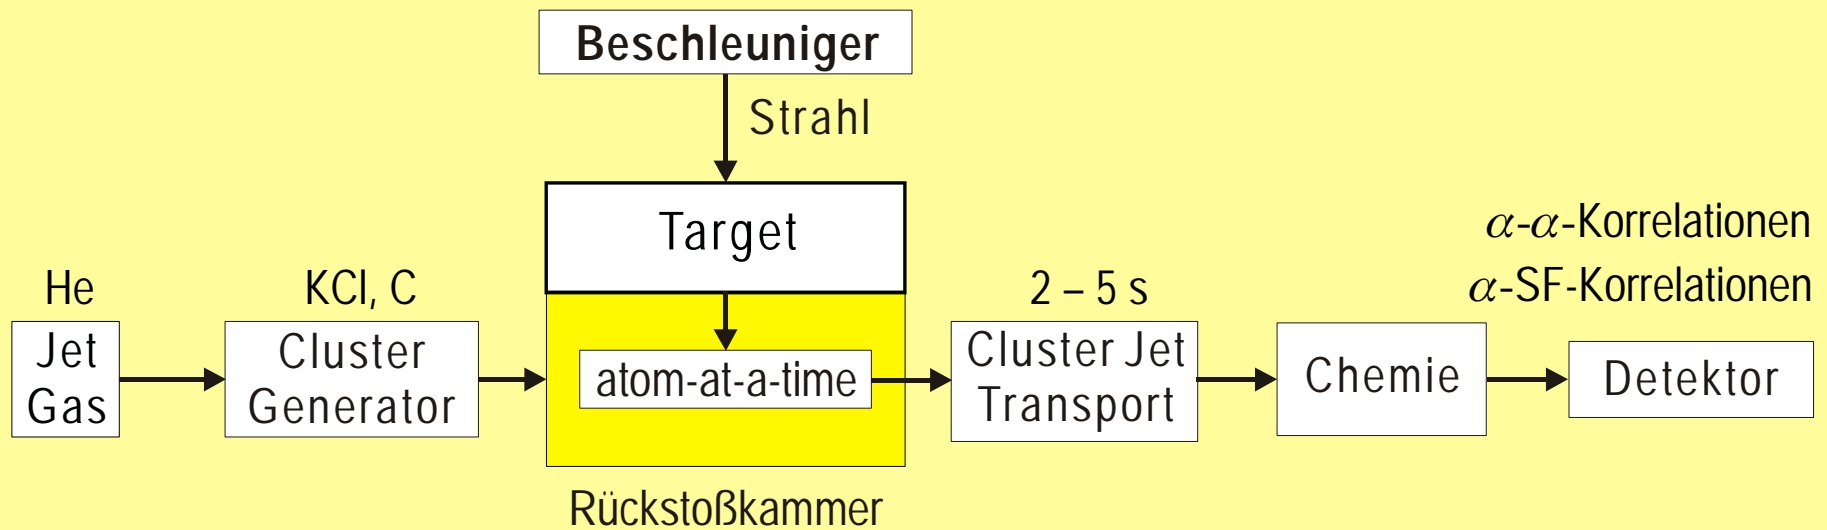 Beschleuniger
Strahl
Target
α-α-Korrelationen
α-SF-Korrelationen
He
KCl, C
2 – 5 s
Jet
Gas
Cluster
Generator
atom-at-a-time
Cluster Jet
Transport
Chemie
Detektor
Rückstoßkammer